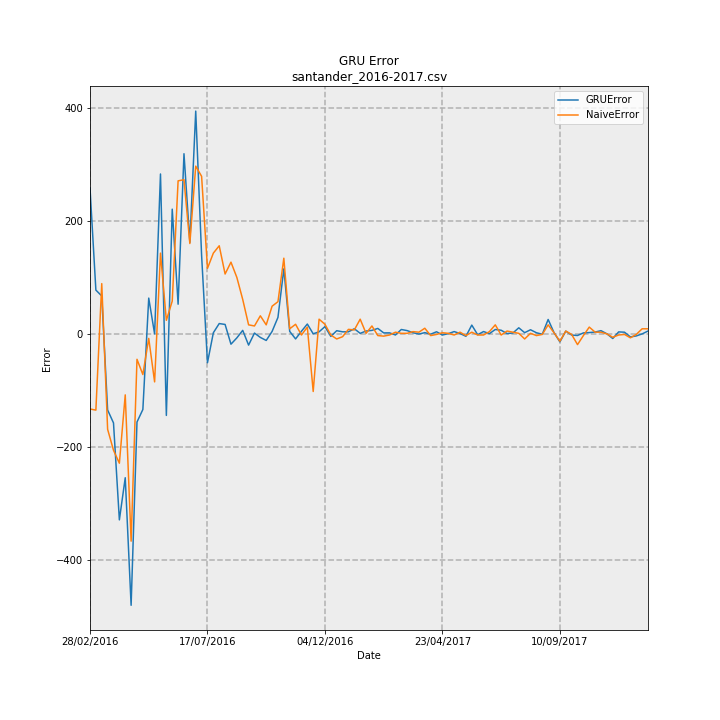 GRU Error
santander_2016-2017.csv
GRUError
NaiveError
400
200
0
−200
−400
Error
28/02/2016
17/07/2016
04/12/2016
23/04/2017
10/09/2017
Date